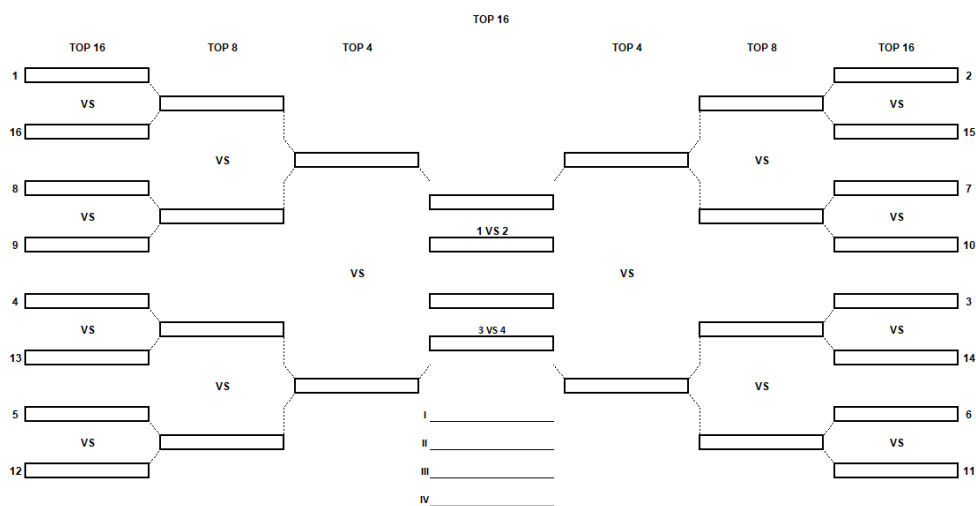 TOP 16
TOP 16 TOP 8 TOP 4 TOP 4 TOP 8 TOP 16
1 2
VS VS
16 15
VS VS
8 7
1 VS 2
VS VS
9 10
VS VS
4 3
VS 3 VS 4 VS
13 14
VS VS
5 I 6
VS II VS
12 III 11
IV